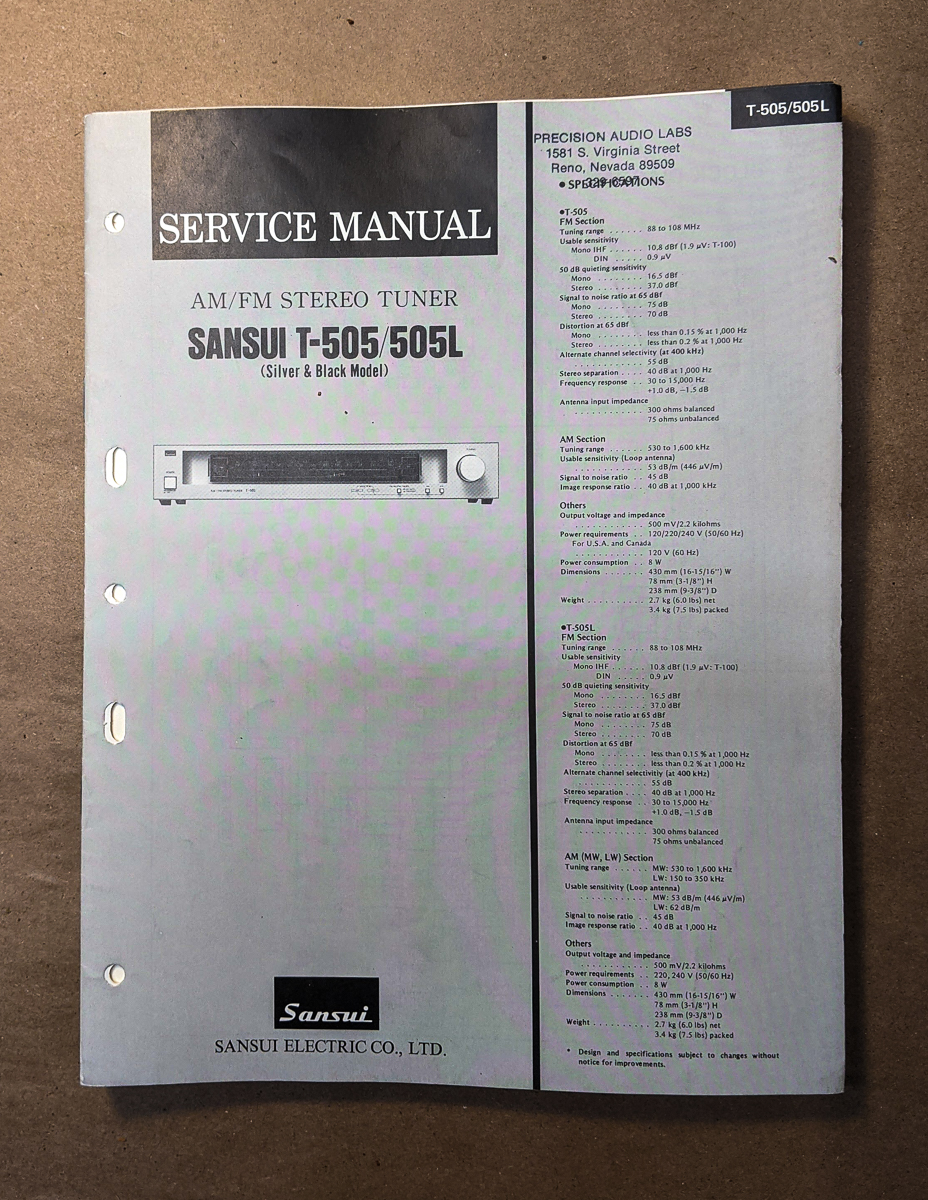 T-505/505L
SERVICE MANUAL
AM/FM STEREO TUNER
SANSUI T-505/505L
(Silver & Black Model)
Sansui
SANSUI ELECTRIC CO., LTD.
PRECISION AUDIO LABS
1581 S. Virginia Street
Reno, Nevada 89509
● SPECIFICATIONS
●T-505
FM Section
Tuning range . . . . . . 88 to 108 MHz
Usable sensitivity
Mono IHF . . . . . . 10.8 dBf (1.9 μV: T-100)
DIN . . . . . 0.9 μV
50 dB quieting sensitivity
Mono . . . . . . . . 16.5 dBf
Stereo . . . . . . . . 37.0 dBf
Signal to noise ratio at 65 dBf
Mono . . . . . . . . 75 dB
Stereo . . . . . . . . 70 dB
Distortion at 65 dBf
Mono . . . . . . . . less than 0.15 % at 1,000 Hz
Stereo . . . . . . . . less than 0.2 % at 1,000 Hz
Alternate channel selectivity (at 400 kHz)
. . . . . . . . . . . . 55 dB
Stereo separation . . . . 40 dB at 1,000 Hz
Frequency response . . 30 to 15,000 Hz
+1.0 dB, −1.5 dB
Antenna input impedance
. . . . . . . . . . . . 300 ohms balanced
75 ohms unbalanced
AM Section
Tuning range . . . . . . 530 to 1,600 kHz
Usable sensitivity (Loop antenna)
. . . . . . . . . . . . 53 dB/m (446 μV/m)
Signal to noise ratio . . 45 dB
Image response ratio . . 40 dB at 1,000 kHz
Others
Output voltage and impedance
. . . . . . . . . . . . 500 mV/2.2 kilohms
Power requirements . . 120/220/240 V (50/60 Hz)
For U.S.A. and Canada
. . . . . . . . . . . . 120 V (60 Hz)
Power consumption . . 8 W
Dimensions . . . . . . . 430 mm (16-15/16") W
78 mm (3-1/8") H
238 mm (9-3/8") D
Weight . . . . . . . . . . 2.7 kg (6.0 lbs) net
3.4 kg (7.5 lbs) packed
●T-505L
FM Section
Tuning range . . . . . . 88 to 108 MHz
Usable sensitivity
Mono IHF . . . . . . 10.8 dBf (1.9 μV: T-100)
DIN . . . . . 0.9 μV
50 dB quieting sensitivity
Mono . . . . . . . . 16.5 dBf
Stereo . . . . . . . . 37.0 dBf
Signal to noise ratio at 65 dBf
Mono . . . . . . . . 75 dB
Stereo . . . . . . . . 70 dB
Distortion at 65 dBf
Mono . . . . . . . . less than 0.15 % at 1,000 Hz
Stereo . . . . . . . . less than 0.2 % at 1,000 Hz
Alternate channel selectivitiy (at 400 kHz)
. . . . . . . . . . . . 55 dB
Stereo separation . . . . 40 dB at 1,000 Hz
Frequency response . . 30 to 15,000 Hz
+1.0 dB, −1.5 dB
Antenna input impedance
. . . . . . . . . . . . 300 ohms balanced
75 ohms unbalanced
AM (MW, LW) Section
Tuning range . . . . . . MW: 530 to 1,600 kHz
LW: 150 to 350 kHz
Usable sensitivity (Loop antenna)
. . . . . . . . . . . . MW: 53 dB/m (446 μV/m)
LW: 62 dB/m
Signal to noise ratio . . 45 dB
Image response ratio . . 40 dB at 1,000 Hz
Others
Output voltage and impedance
. . . . . . . . . . . . 500 mV/2.2 kilohms
Power requirements . . 220, 240 V (50/60 Hz)
Power consumption . . 8 W
Dimensions . . . . . . . 430 mm (16-15/16") W
78 mm (3-1/8") H
238 mm (9-3/8") D
Weight . . . . . . . . . . 2.7 kg (6.0 lbs) net
3.4 kg (7.5 lbs) packed
* Design and specifications subject to changes without
notice for improvements.